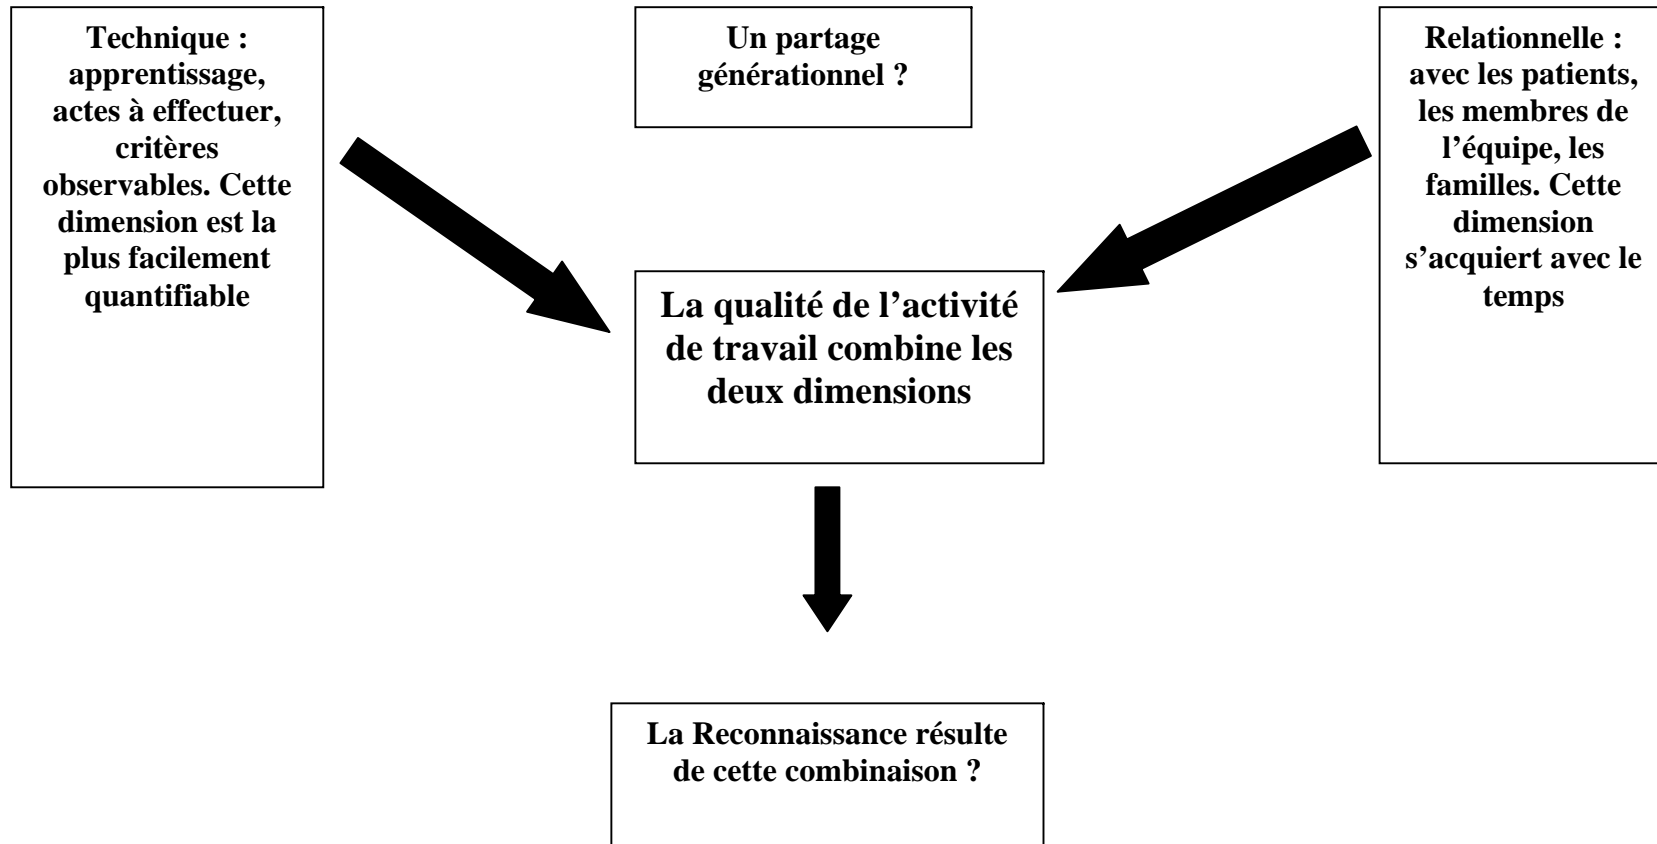 Technique :
apprentissage,
actes à effectuer,
critères
observables. Cette
dimension est la
plus facilement
quantifiable
Un partage
générationnel ?
Relationnelle :
avec les patients,
les membres de
l’équipe, les
familles. Cette
dimension
s’acquiert avec le
temps
La qualité de l’activité
de travail combine les
deux dimensions
La Reconnaissance résulte
de cette combinaison ?